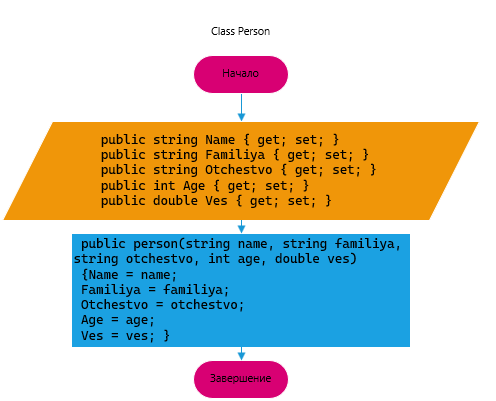 Class Person
Начало
public string Name { get; set; }
public string Familiya { get; set; }
public string Otchestvo { get; set; }
public int Age { get; set; }
public double Ves { get; set; }
public person(string name, string familiya,
string otchestvo, int age, double ves)
{Name = name;
Familiya = familiya;
Otchestvo = otchestvo;
Age = age;
Ves = ves; }
Завершение